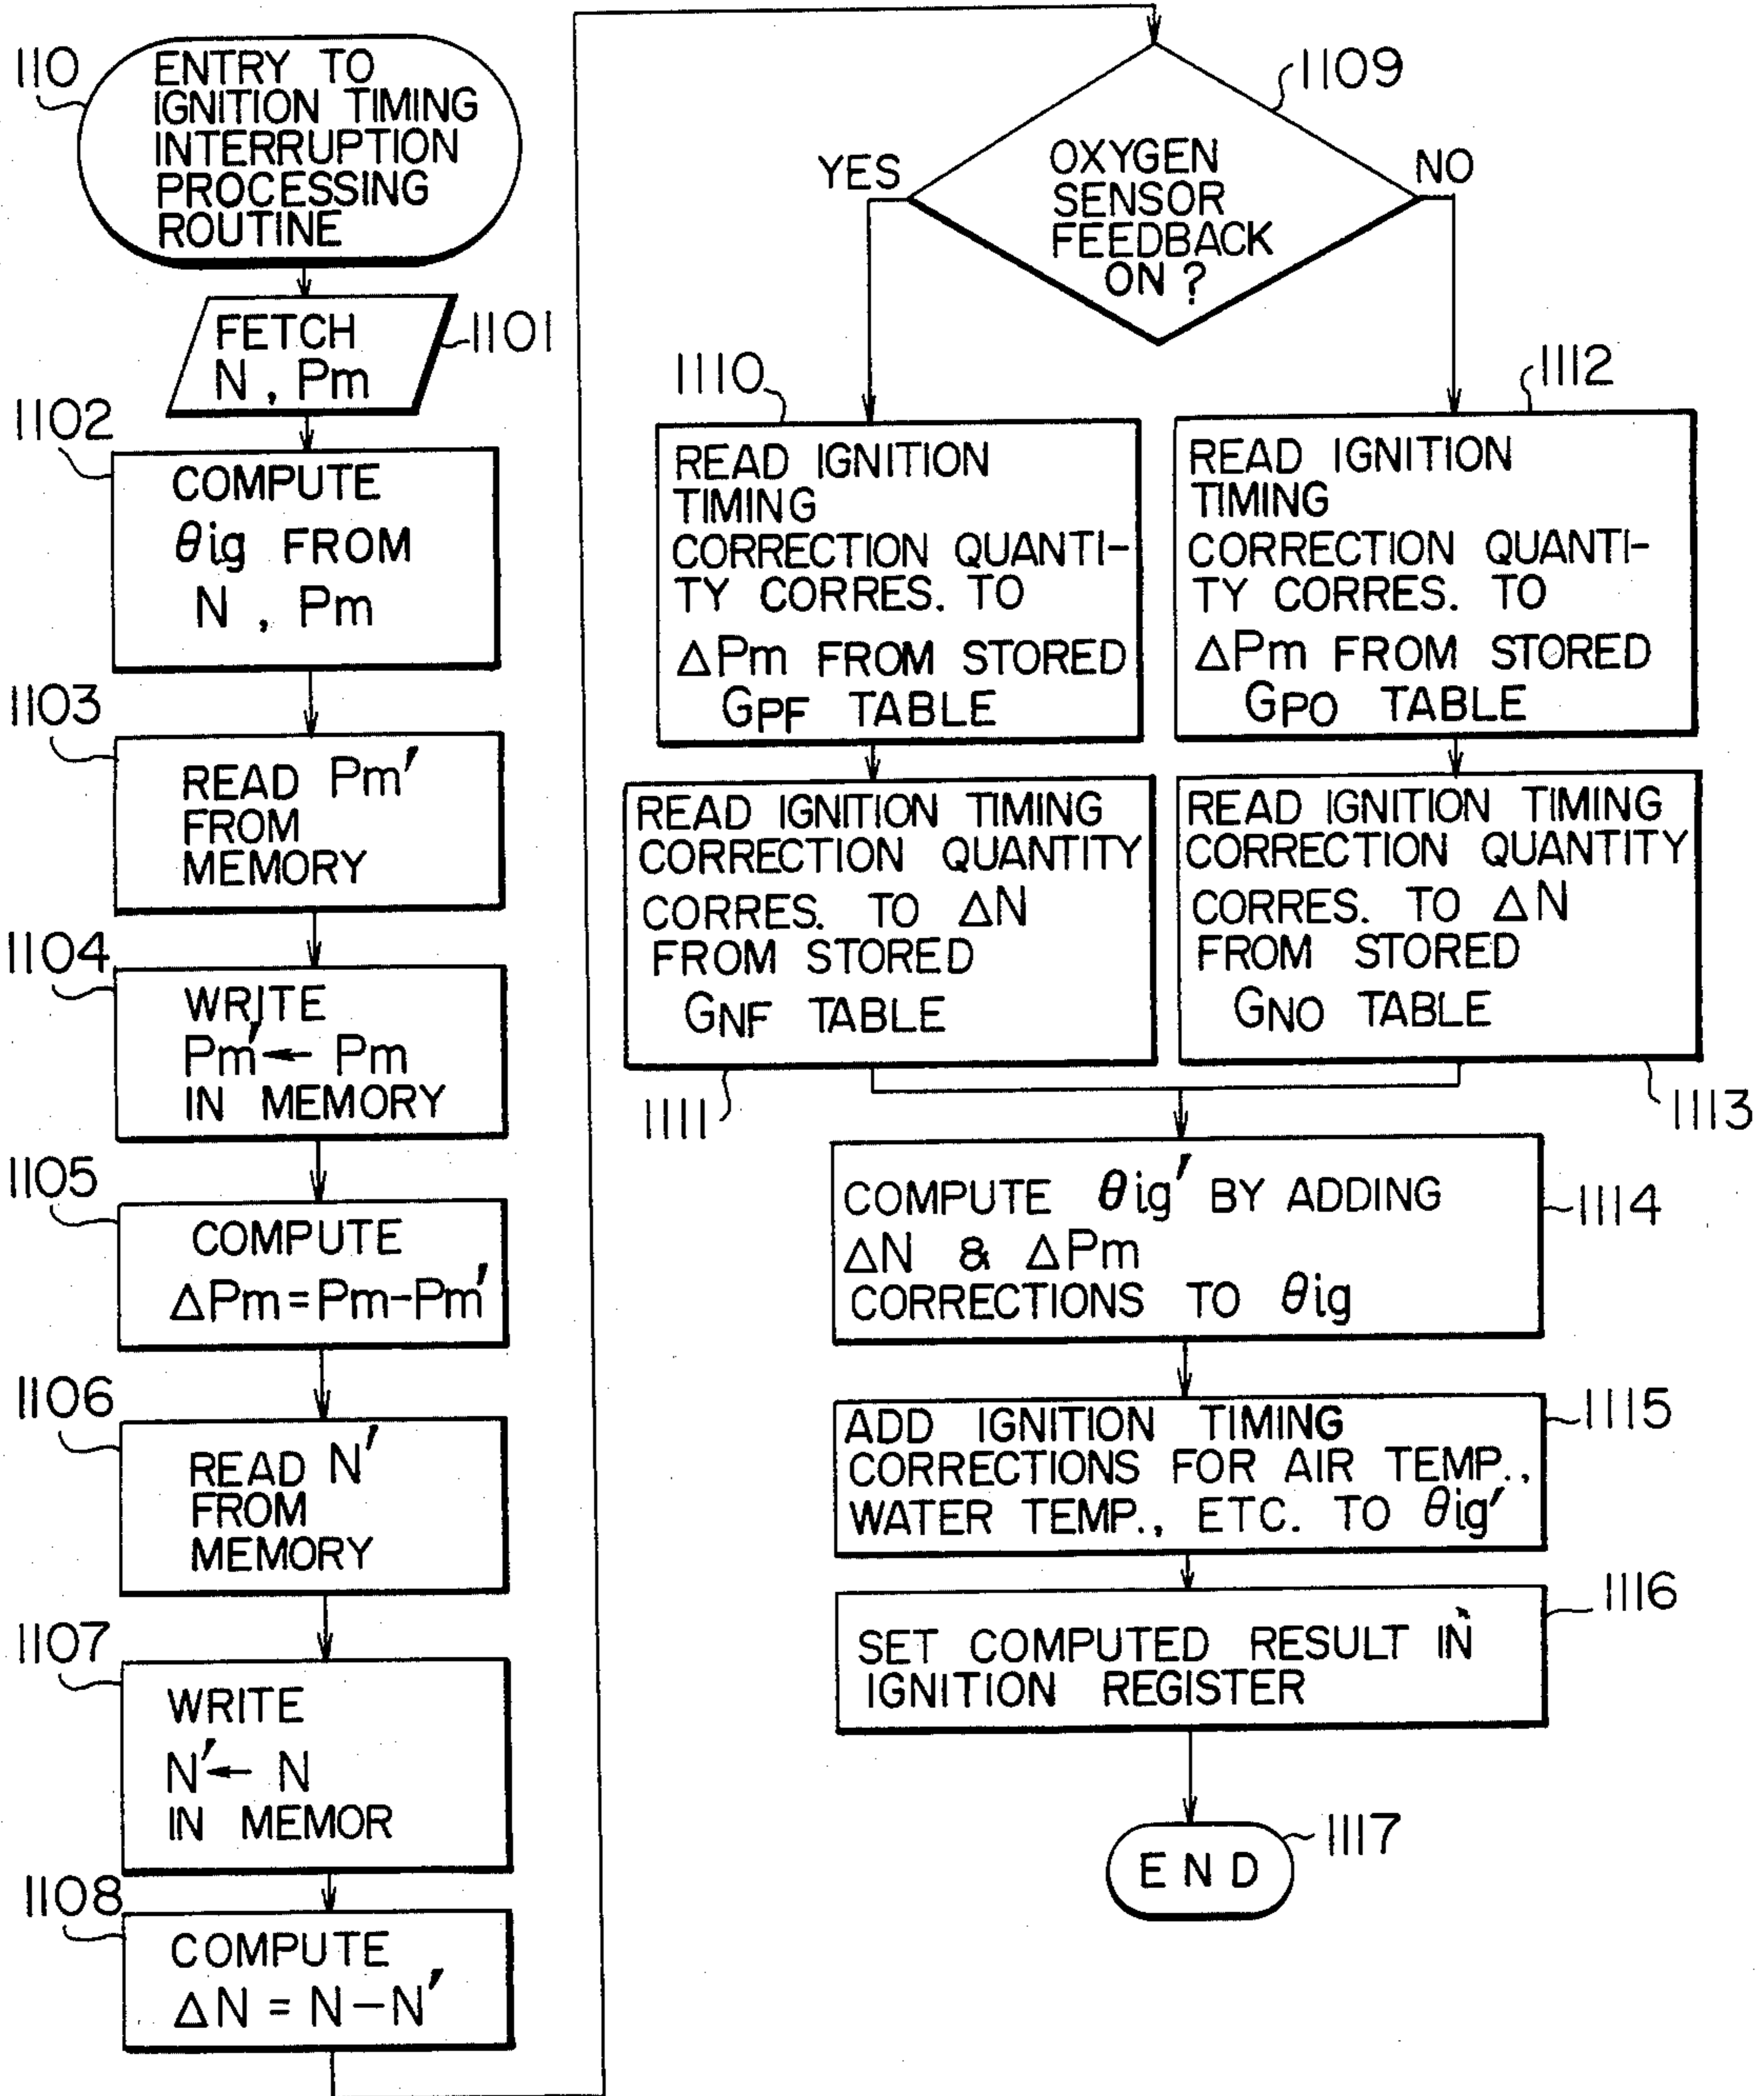 110
ENTRY TO
IGNITION TIMING
INTERRUPTION
PROCESSING
ROUTINE
1101
FETCH
N , Pm
1102
COMPUTE
θig FROM
N , Pm
1103
READ Pm′
FROM
MEMORY
1104
WRITE
Pm′← Pm
IN MEMORY
1105
COMPUTE
ΔPm=Pm-Pm′
1106
READ N′
FROM
MEMORY
1107
WRITE
N′← N
IN MEMOR
1108
COMPUTE
ΔN = N-N′
1109
OXYGEN
SENSOR
FEEDBACK
ON ?
YES
NO
1110
READ IGNITION
TIMING
CORRECTION QUANTI-
TY CORRES. TO
ΔPm FROM STORED
GPF TABLE
1112
READ IGNITION
TIMING
CORRECTION QUANTI-
TY CORRES. TO
ΔPm FROM STORED
GPO TABLE
READ IGNITION TIMING
CORRECTION QUANTITY
CORRES. TO ΔN
FROM STORED
GNF TABLE
1111
READ IGNITION TIMING
CORRECTION QUANTITY
CORRES. TO ΔN
FROM STORED
GNO TABLE
1113
COMPUTE θig′ BY ADDING
ΔN & ΔPm
CORRECTIONS TO θig
1114
ADD IGNITION TIMING
CORRECTIONS FOR AIR TEMP.,
WATER TEMP., ETC. TO θig′
1115
SET COMPUTED RESULT IN
IGNITION REGISTER
1116
END
1117